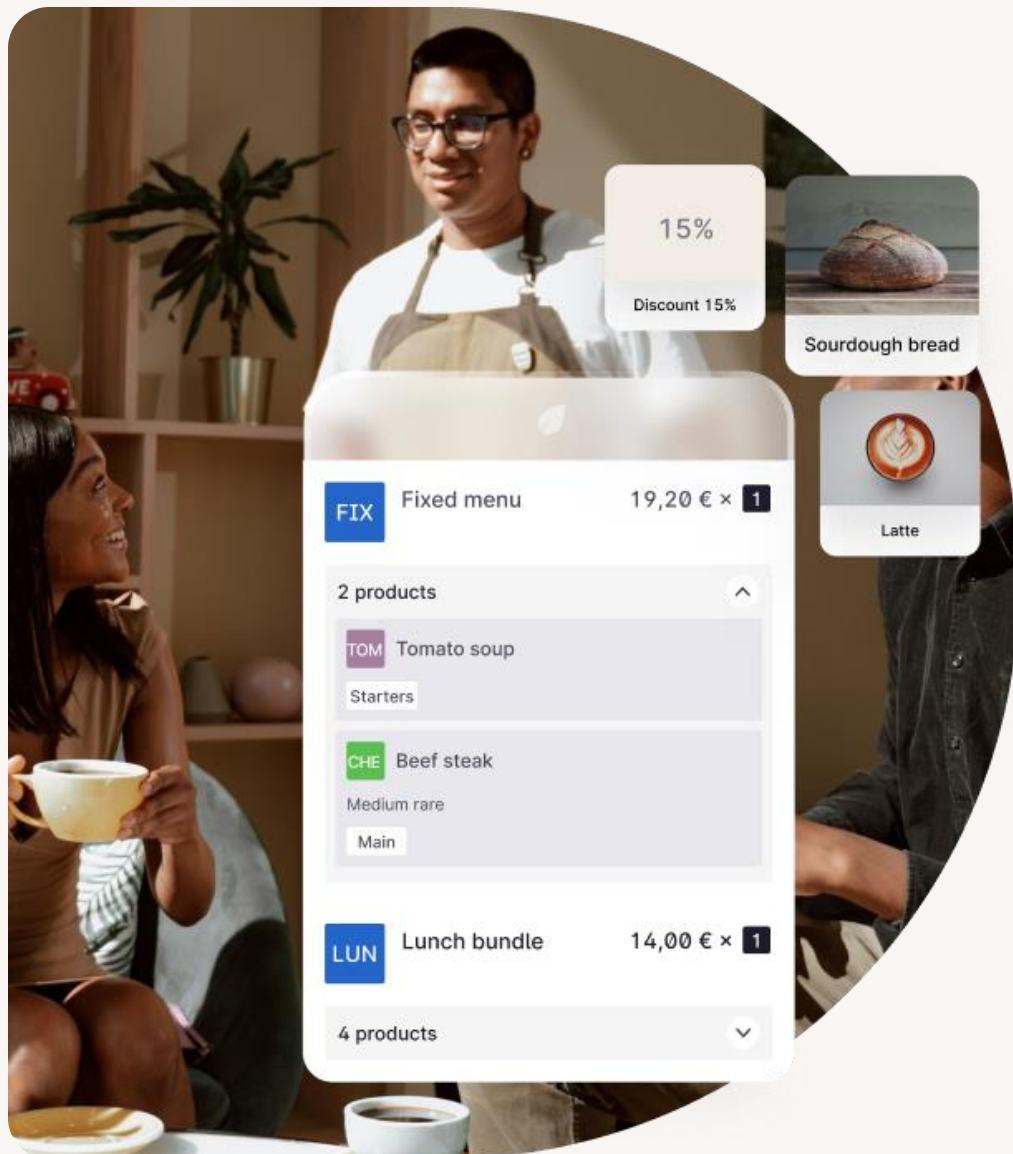 15%
Discount 15%
Sourdough bread
Latte
FIX
Fixed menu
19,20 € × 1
2 products
TOM
Tomato soup
Starters
CHE
Beef steak
Medium rare
Main
LUN
Lunch bundle
14,00 € × 1
4 products